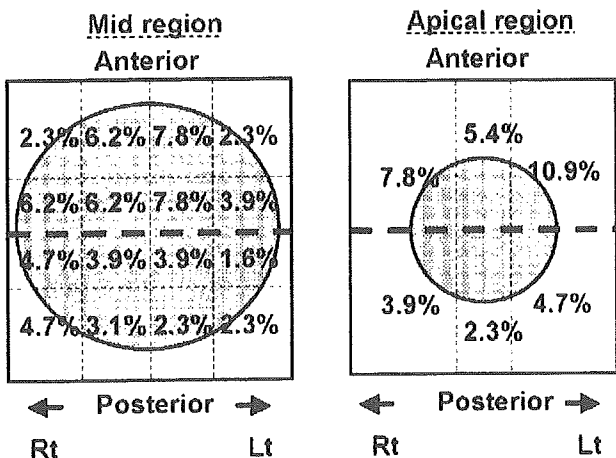 Mid region
Anterior
2.3% 6.2% 7.8% 2.3%
6.2% 6.2% 7.8% 3.9%
4.7% 3.9% 3.9% 1.6%
4.7% 3.1% 2.3% 2.3%
Posterior
Rt Lt
Apical region
Anterior
5.4%
7.8% 10.9%
3.9% 4.7%
2.3%
Posterior
Rt Lt